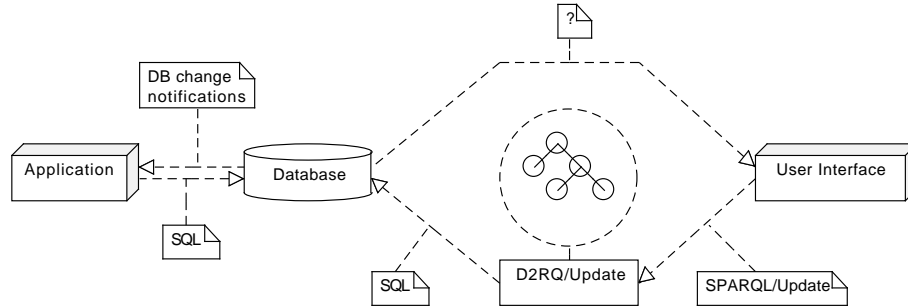 ?
DB change
notifications
Application
Database
User Interface
SQL
D2RQ/Update
SQL
SPARQL/Update